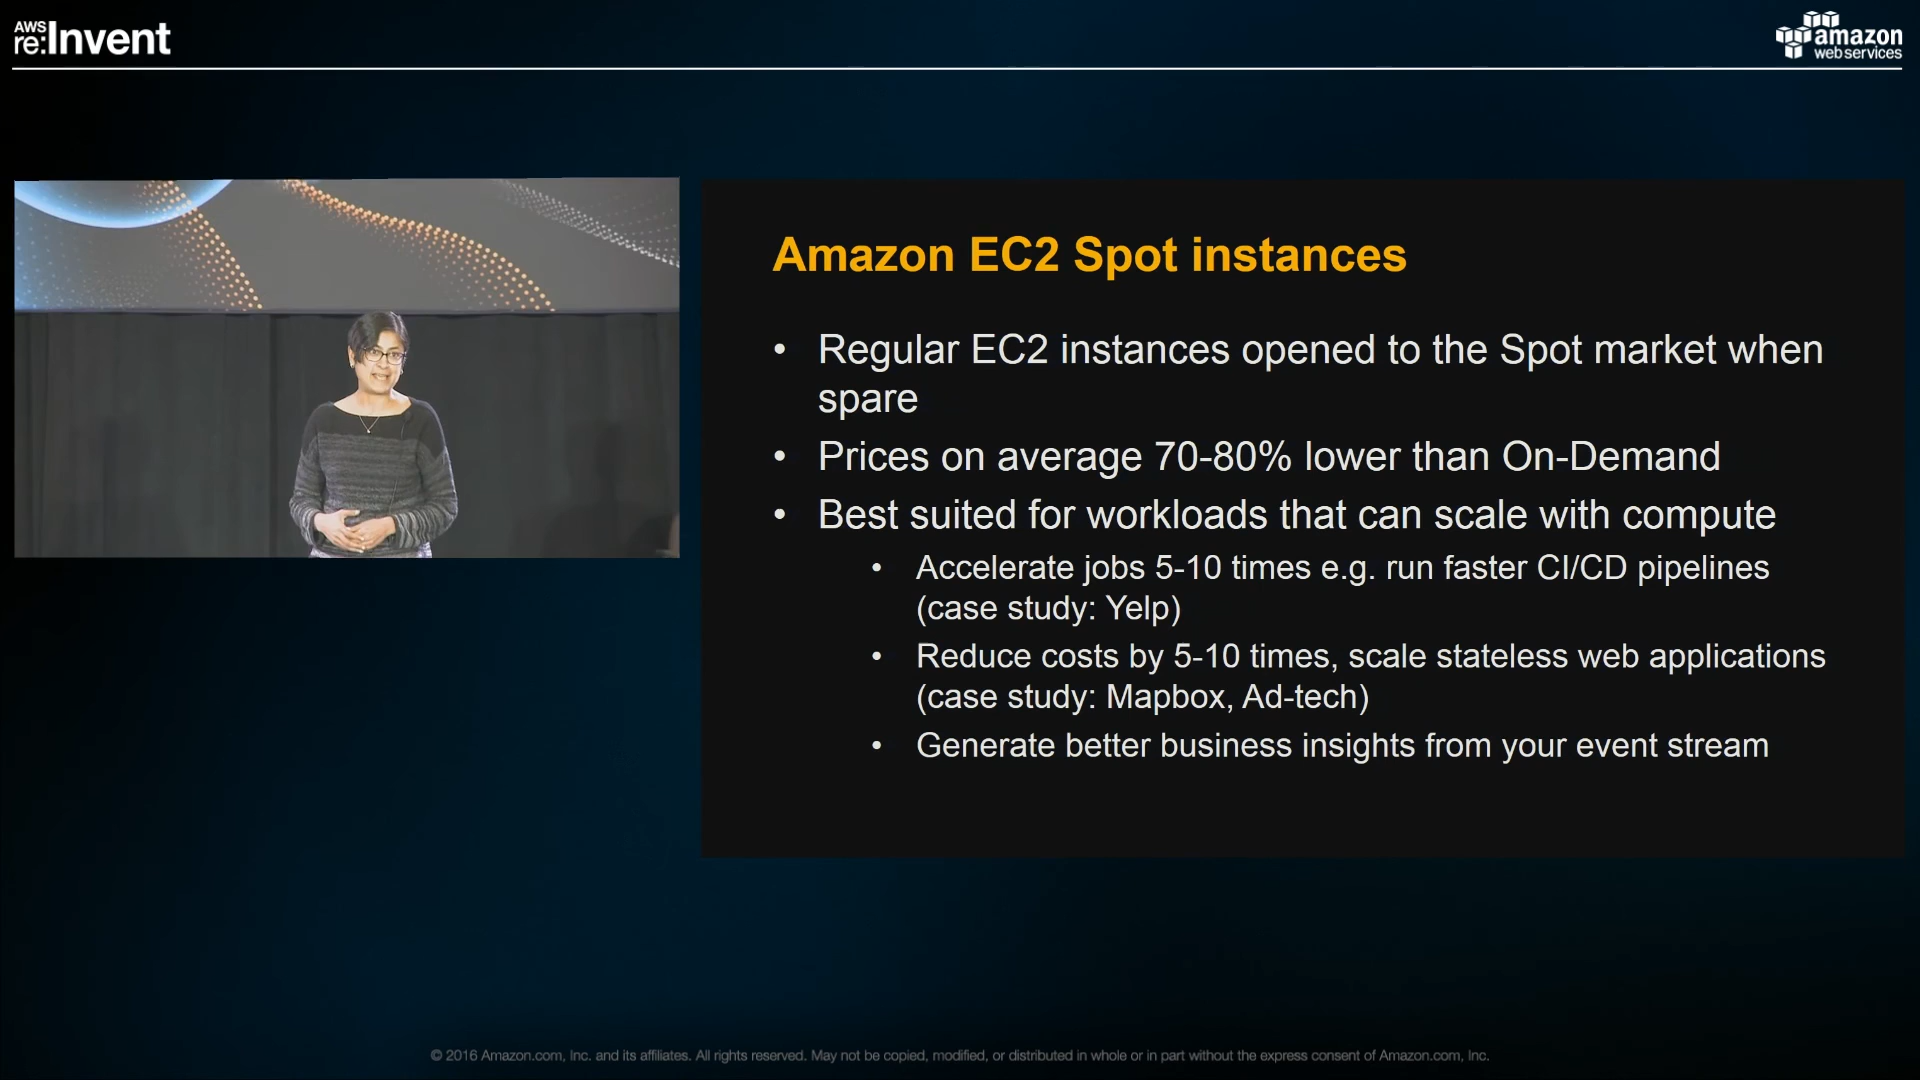 AWS
re:Invent
amazon
webservices
Amazon EC2 Spot instances
• Regular EC2 instances opened to the Spot market when
spare
• Prices on average 70-80% lower than On-Demand
• Best suited for workloads that can scale with compute
• Accelerate jobs 5-10 times e.g. run faster CI/CD pipelines
(case study: Yelp)
• Reduce costs by 5-10 times, scale stateless web applications
(case study: Mapbox, Ad-tech)
• Generate better business insights from your event stream
© 2016 Amazon.com, Inc. and its affiliates. All rights reserved. May not be copied, modified, or distributed in whole or in part without the express consent of Amazon.com, Inc.